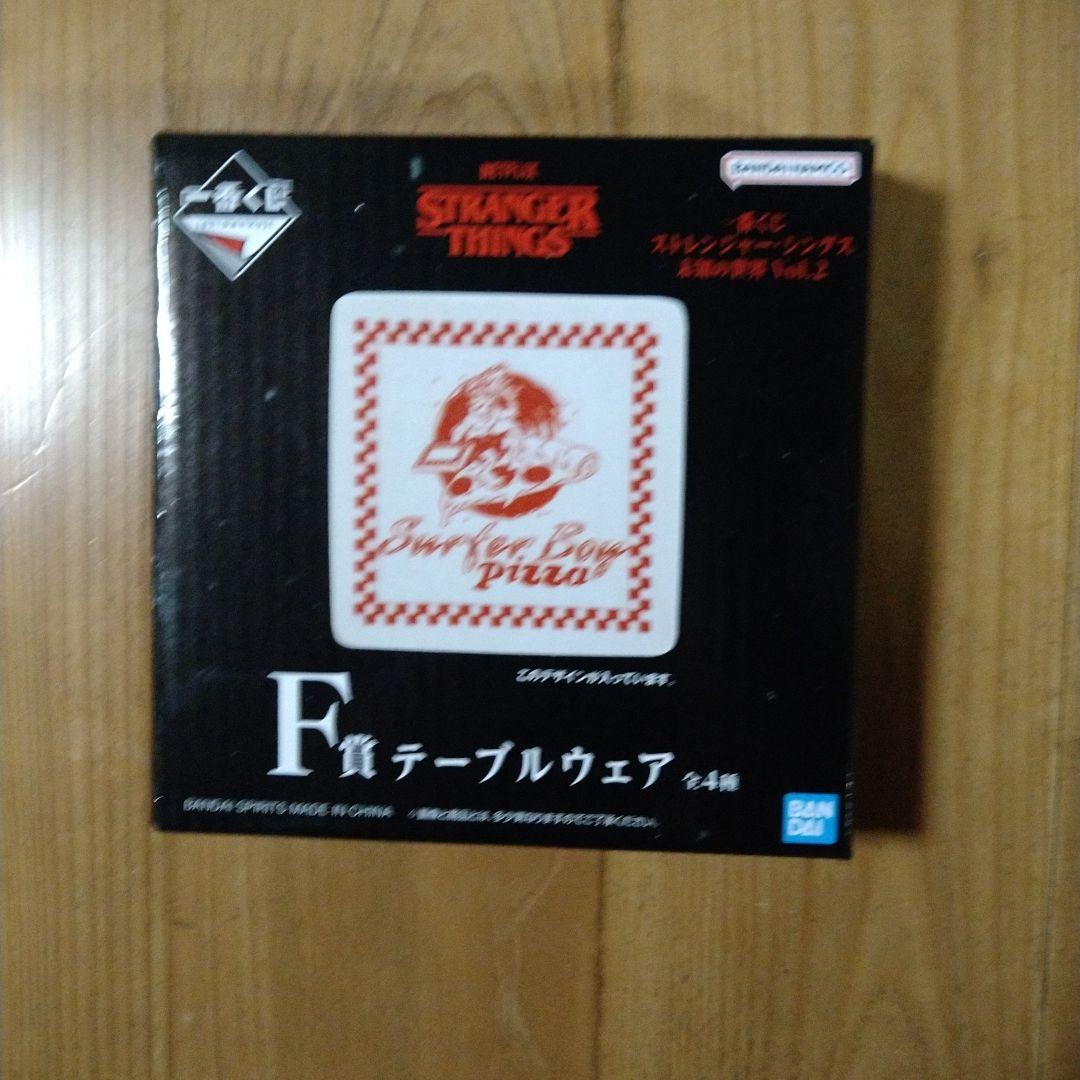 一番くじ
NETFLIX
STRANGER
THINGS
BANDAI NAMCO
一番くじ
ストレンジャー・シングス
未知の世界 Vol.2
Surfer Boy
pizza
このデザインが入っています。
F賞 テーブルウェア 全4種
BANDAI SPIRITS MADE IN CHINA
BAN
DAI